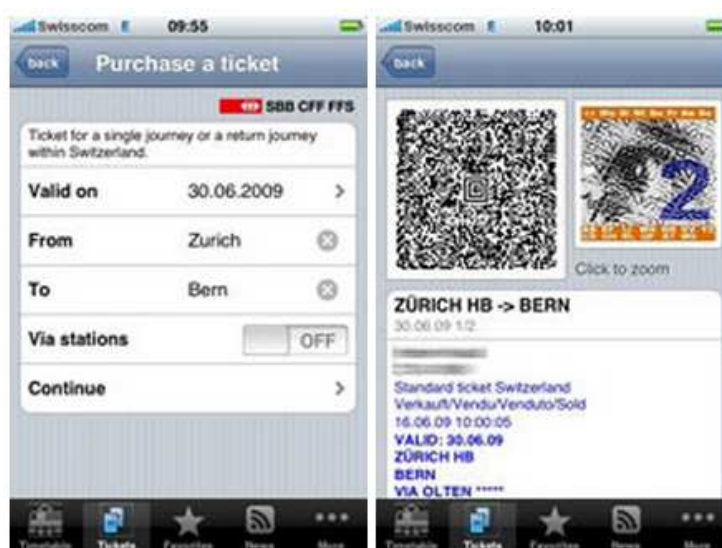 Swisscom E 09:55
back
Purchase a ticket
SBB CFF FFS
Ticket for a single journey or a return journey
within Switzerland.
Valid on 30.06.2009
From Zurich
To Bern
Via stations OFF
Continue
Timetable Tickets Favorites News More
Swisscom E 10:01
back
2
Click to zoom
ZÜRICH HB -> BERN
30.06.09 1/2
Standard ticket Switzerland
Verkauft/Vendu/Venduto/Sold
16.06.09 10:00:05
VALID: 30.06.09
ZÜRICH HB
BERN
VIA OLTEN *****
Timetable Tickets Favorites News More